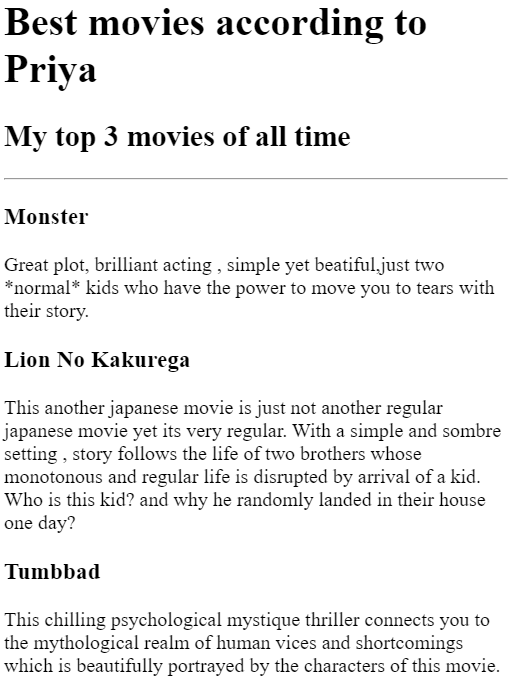 Best movies according to
Priya
My top 3 movies of all time
Monster
Great plot, brilliant acting , simple yet beatiful,just two
*normal* kids who have the power to move you to tears with
their story.
Lion No Kakurega
This another japanese movie is just not another regular
japanese movie yet its very regular. With a simple and sombre
setting , story follows the life of two brothers whose
monotonous and regular life is disrupted by arrival of a kid.
Who is this kid? and why he randomly landed in their house
one day?
Tumbbad
This chilling psychological mystique thriller connects you to
the mythological realm of human vices and shortcomings
which is beautifully portrayed by the characters of this movie.